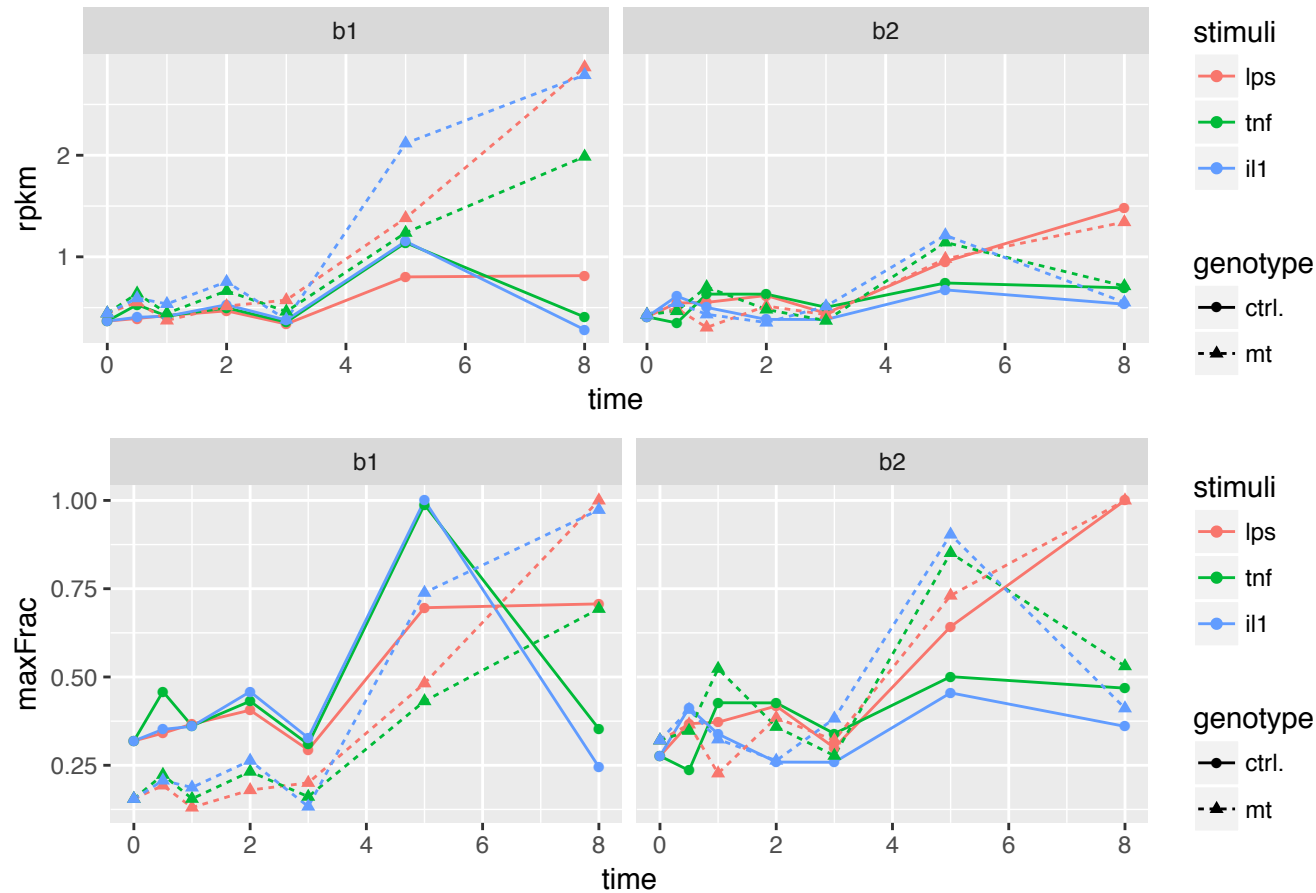 b1 b2
2
1
rpkm
0 2 4 6 8 0 2 4 6 8
time
stimuli
lps
tnf
il1
genotype
ctrl.
mt
b1 b2
1.00
0.75
0.50
0.25
maxFrac
0 2 4 6 8 0 2 4 6 8
time
stimuli
lps
tnf
il1
genotype
ctrl.
mt